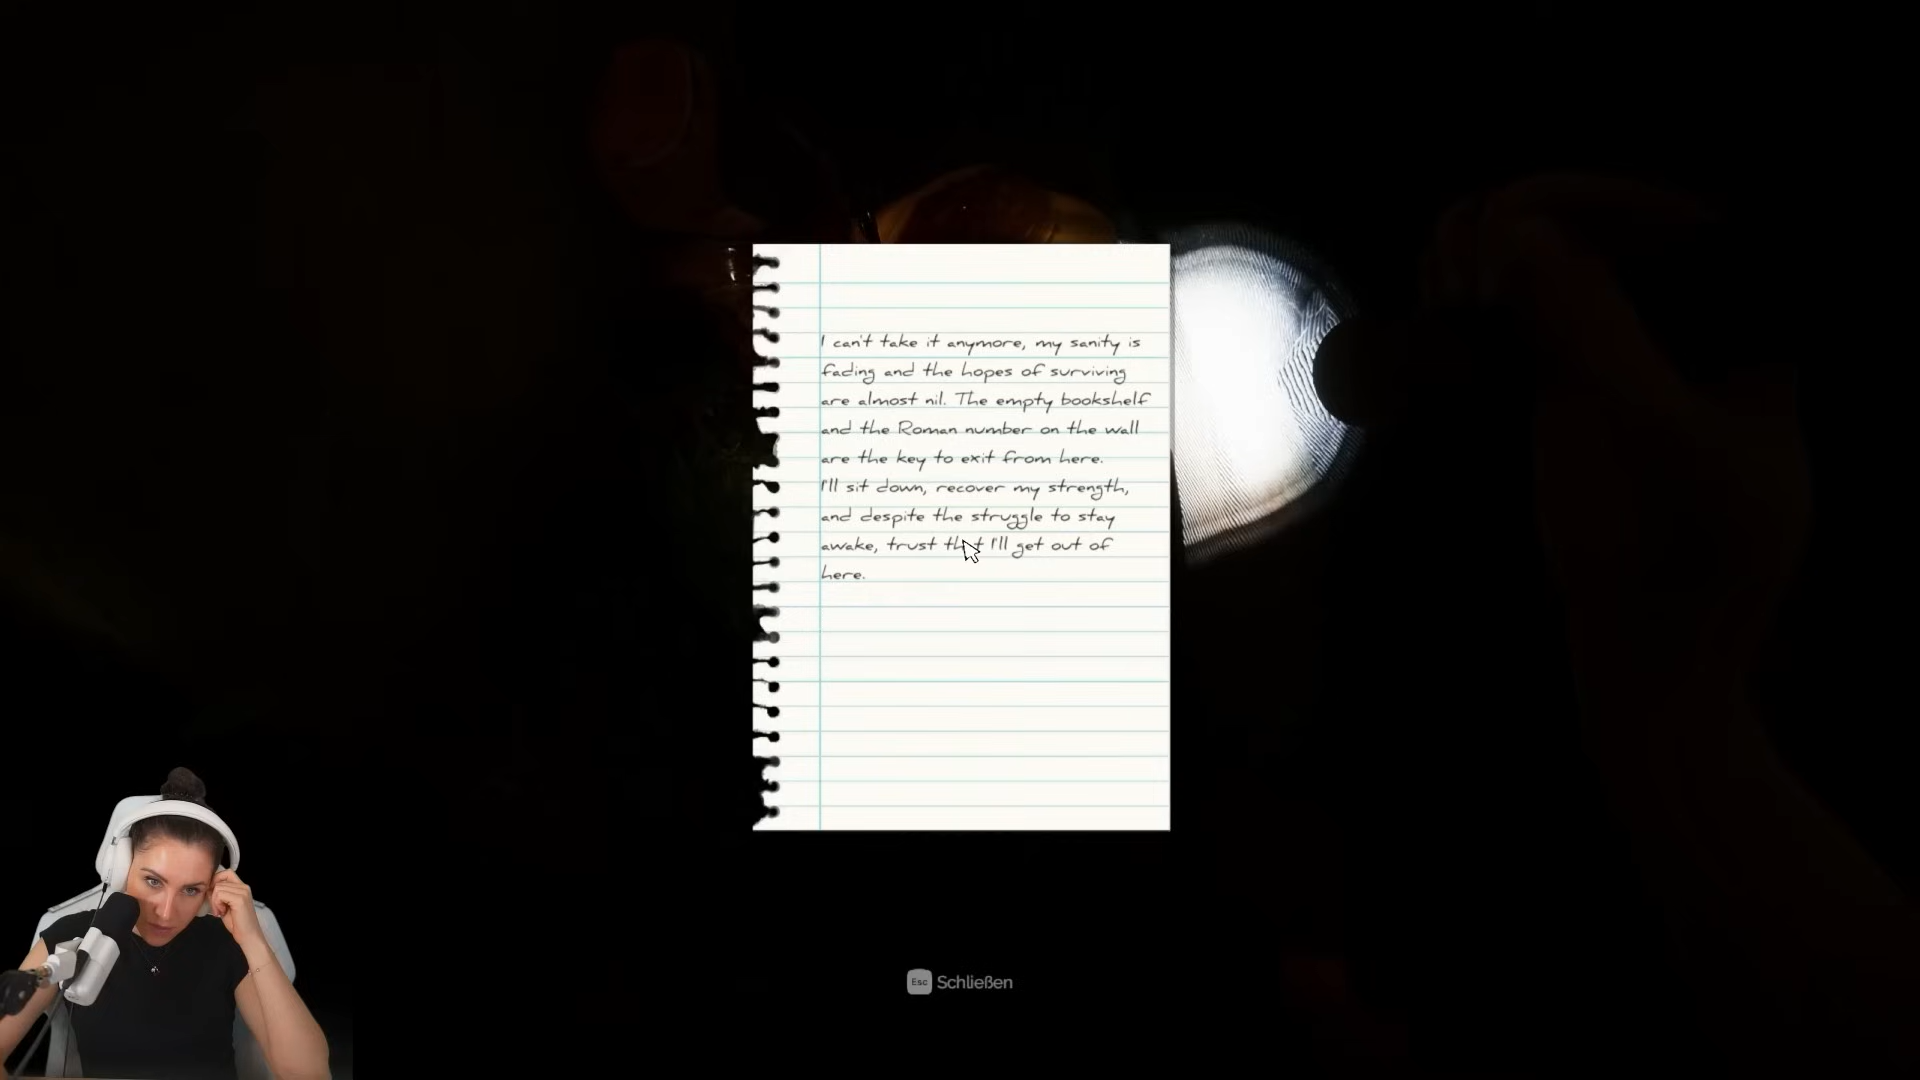 I can't take it anymore, my sanity is
fading and the hopes of surviving
are almost nil. The empty bookshelf
and the Roman number on the wall
are the key to exit from here.
I'll sit down, recover my strength,
and despite the struggle to stay
awake, trust that I'll get out of
here.
Esc Schließen